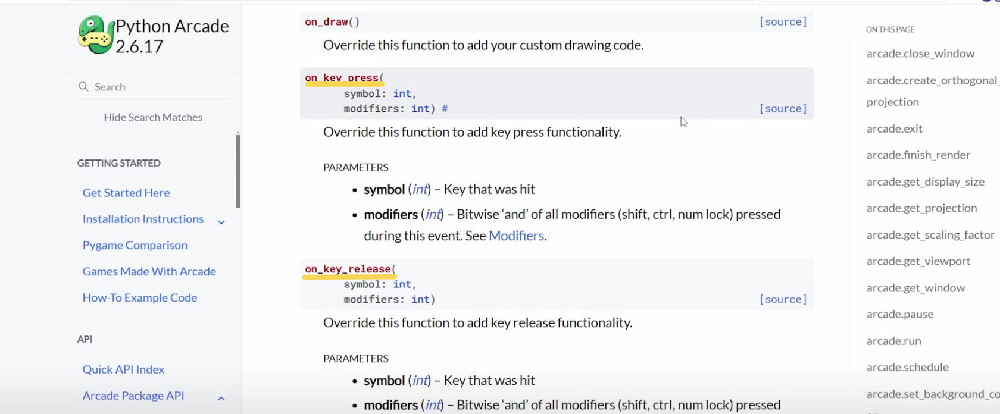 Python Arcade
2.6.17
Search
Hide Search Matches
GETTING STARTED
Get Started Here
Installation Instructions
Pygame Comparison
Games Made With Arcade
How-To Example Code
API
Quick API Index
Arcade Package API
on_draw() [source]
Override this function to add your custom drawing code.
on_key_press(
symbol: int,
modifiers: int) # [source]
Override this function to add key press functionality.
PARAMETERS
• symbol (int) – Key that was hit
• modifiers (int) – Bitwise ‘and’ of all modifiers (shift, ctrl, num lock) pressed
during this event. See Modifiers.
on_key_release(
symbol: int,
modifiers: int) [source]
Override this function to add key release functionality.
PARAMETERS
• symbol (int) – Key that was hit
• modifiers (int) – Bitwise ‘and’ of all modifiers (shift, ctrl, num lock) pressed
ON THIS PAGE
arcade.close_window
arcade.create_orthogonal_
projection
arcade.exit
arcade.finish_render
arcade.get_display_size
arcade.get_projection
arcade.get_scaling_factor
arcade.get_viewport
arcade.get_window
arcade.pause
arcade.run
arcade.schedule
arcade.set_background_co